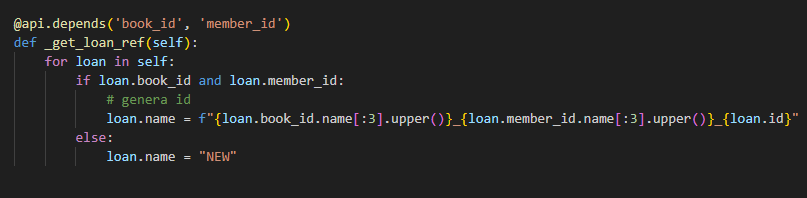 @api.depends('book_id', 'member_id')
def _get_loan_ref(self):
    for loan in self:
        if loan.book_id and loan.member_id:
            # genera id
            loan.name = f"{loan.book_id.name[:3].upper()}_{loan.member_id.name[:3].upper()}_{loan.id}"
        else:
            loan.name = "NEW"